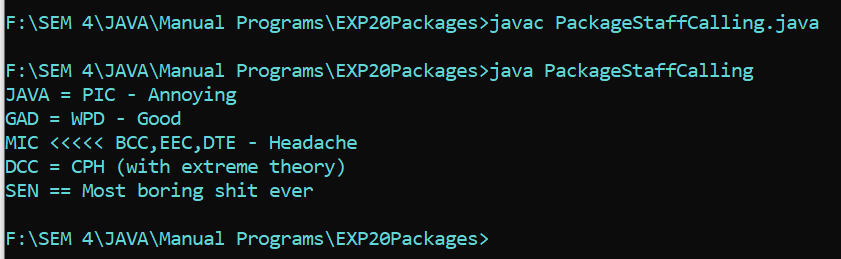 F:\SEM 4\JAVA\Manual Programs\EXP20Packages>javac PackageStaffCalling.java
F:\SEM 4\JAVA\Manual Programs\EXP20Packages>java PackageStaffCalling
JAVA = PIC - Annoying
GAD = WPD - Good
MIC <<<<< BCC,EEC,DTE - Headache
DCC = CPH (with extreme theory)
SEN == Most boring shit ever
F:\SEM 4\JAVA\Manual Programs\EXP20Packages>